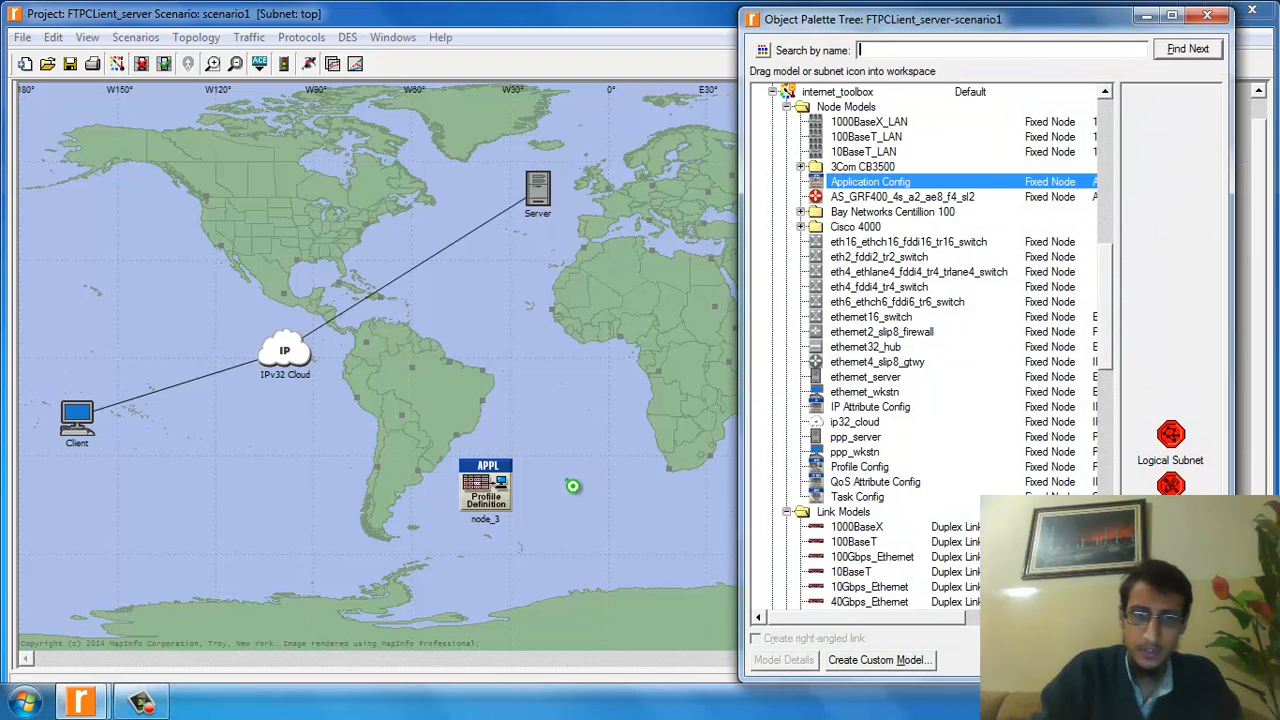 Project: FTPCLient_server Scenario: scenario1 [Subnet: top]
File Edit View Scenarios Topology Traffic Protocols DES Windows Help
W150° W120° W90° W60° W30° 0° E30°
Server
IP
IPv32 Cloud
Client
APPL
Profile
Definition
node_3
Copyright (c) 2014 MapInfo Corporation, Troy, New York. Image rendered using MapInfo Professional;
Object Palette Tree: FTPCLient_server-scenario1
Search by name:
Find Next
Drag model or subnet icon into workspace
internet_toolbox Default
Node Models
1000BaseX_LAN Fixed Node
100BaseT_LAN Fixed Node
10BaseT_LAN Fixed Node
3Com CB3500
Application Config Fixed Node
AS_GRF400_4s_a2_ae8_f4_sl2 Fixed Node
Bay Networks Centillion 100
Cisco 4000
eth16_ethch16_fddi16_tr16_switch Fixed Node
eth2_fddi2_tr2_switch Fixed Node
eth4_ethlane4_fddi4_tr4_trlane4_switch Fixed Node
eth4_fddi4_tr4_switch Fixed Node
eth6_ethch6_fddi6_tr6_switch Fixed Node
ethernet16_switch Fixed Node
ethernet2_slip8_firewall Fixed Node
ethernet32_hub Fixed Node
ethernet4_slip8_gtwy Fixed Node
ethernet_server Fixed Node
ethernet_wkstn Fixed Node
IP Attribute Config Fixed Node
ip32_cloud Fixed Node
ppp_server Fixed Node
ppp_wkstn Fixed Node
Profile Config Fixed Node
QoS Attribute Config Fixed Node
Task Config Fixed Node
Link Models
1000BaseX Duplex Lin
100BaseT Duplex Lin
100Gbps_Ethernet Duplex Lin
10BaseT Duplex Lin
10Gbps_Ethernet Duplex Lin
40Gbps_Ethernet Duplex Lin
Logical Subnet
Create right-angled link
Model Details
Create Custom Model...